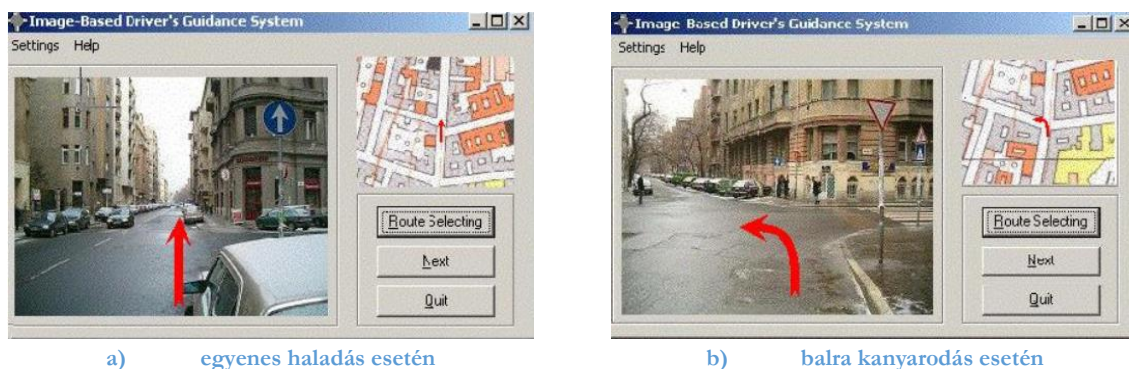 Image-Based Driver's Guidance System
Settings Help
Route Selecting
Next
Quit
a) egyenes haladás esetén
Image-Based Driver's Guidance System
Settings Help
Route Selecting
Next
Quit
b) balra kanyarodás esetén